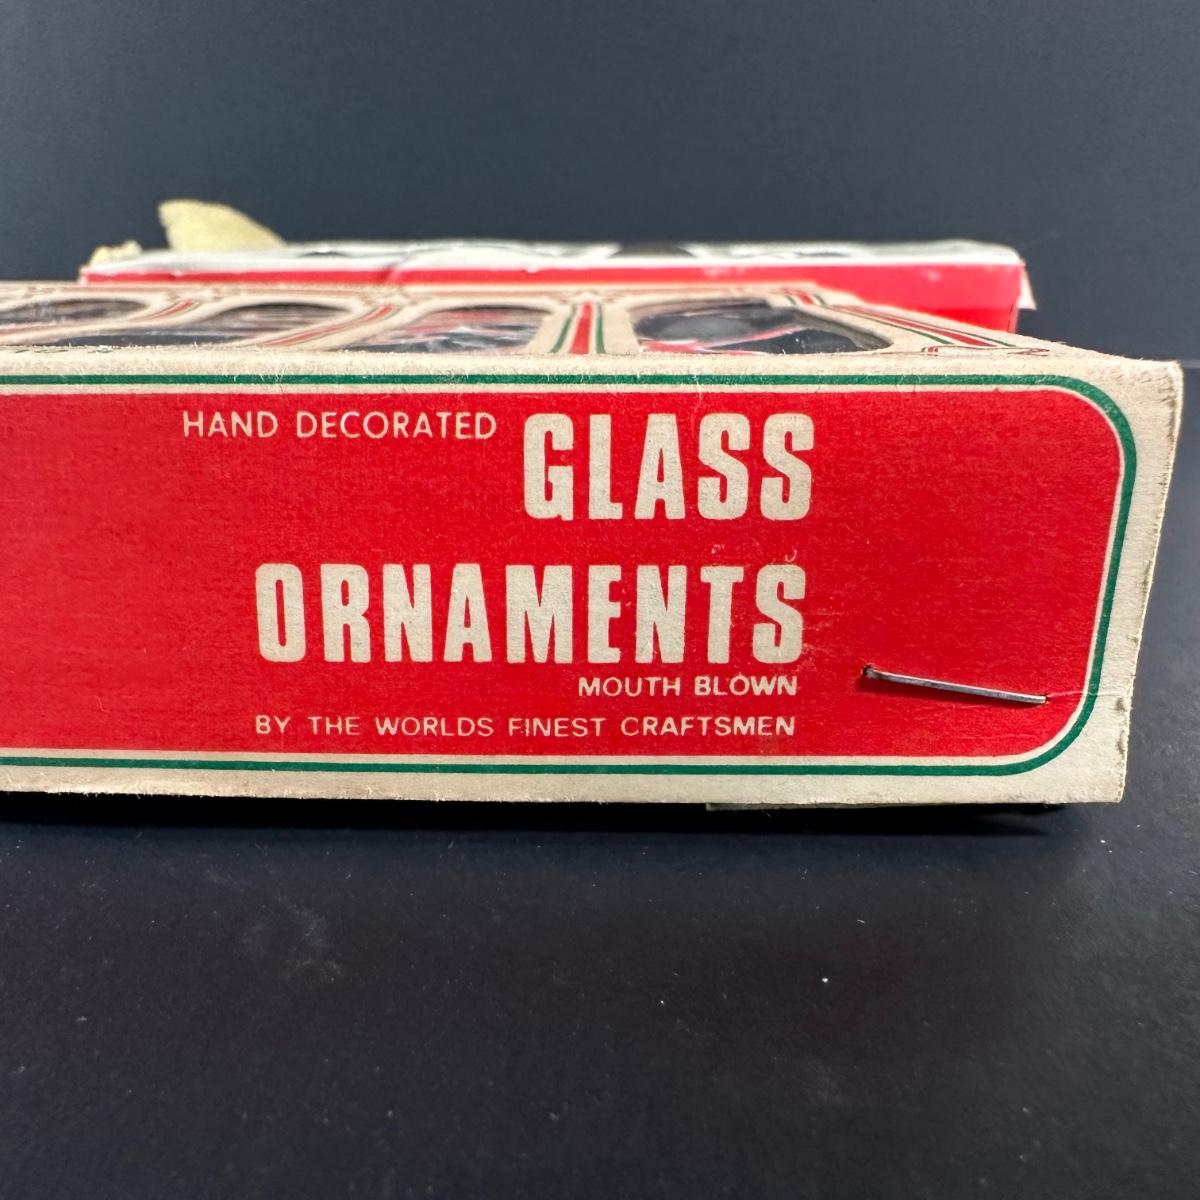 HAND DECORATED GLASS
ORNAMENTS
MOUTH BLOWN
BY THE WORLDS FINEST CRAFTSMEN